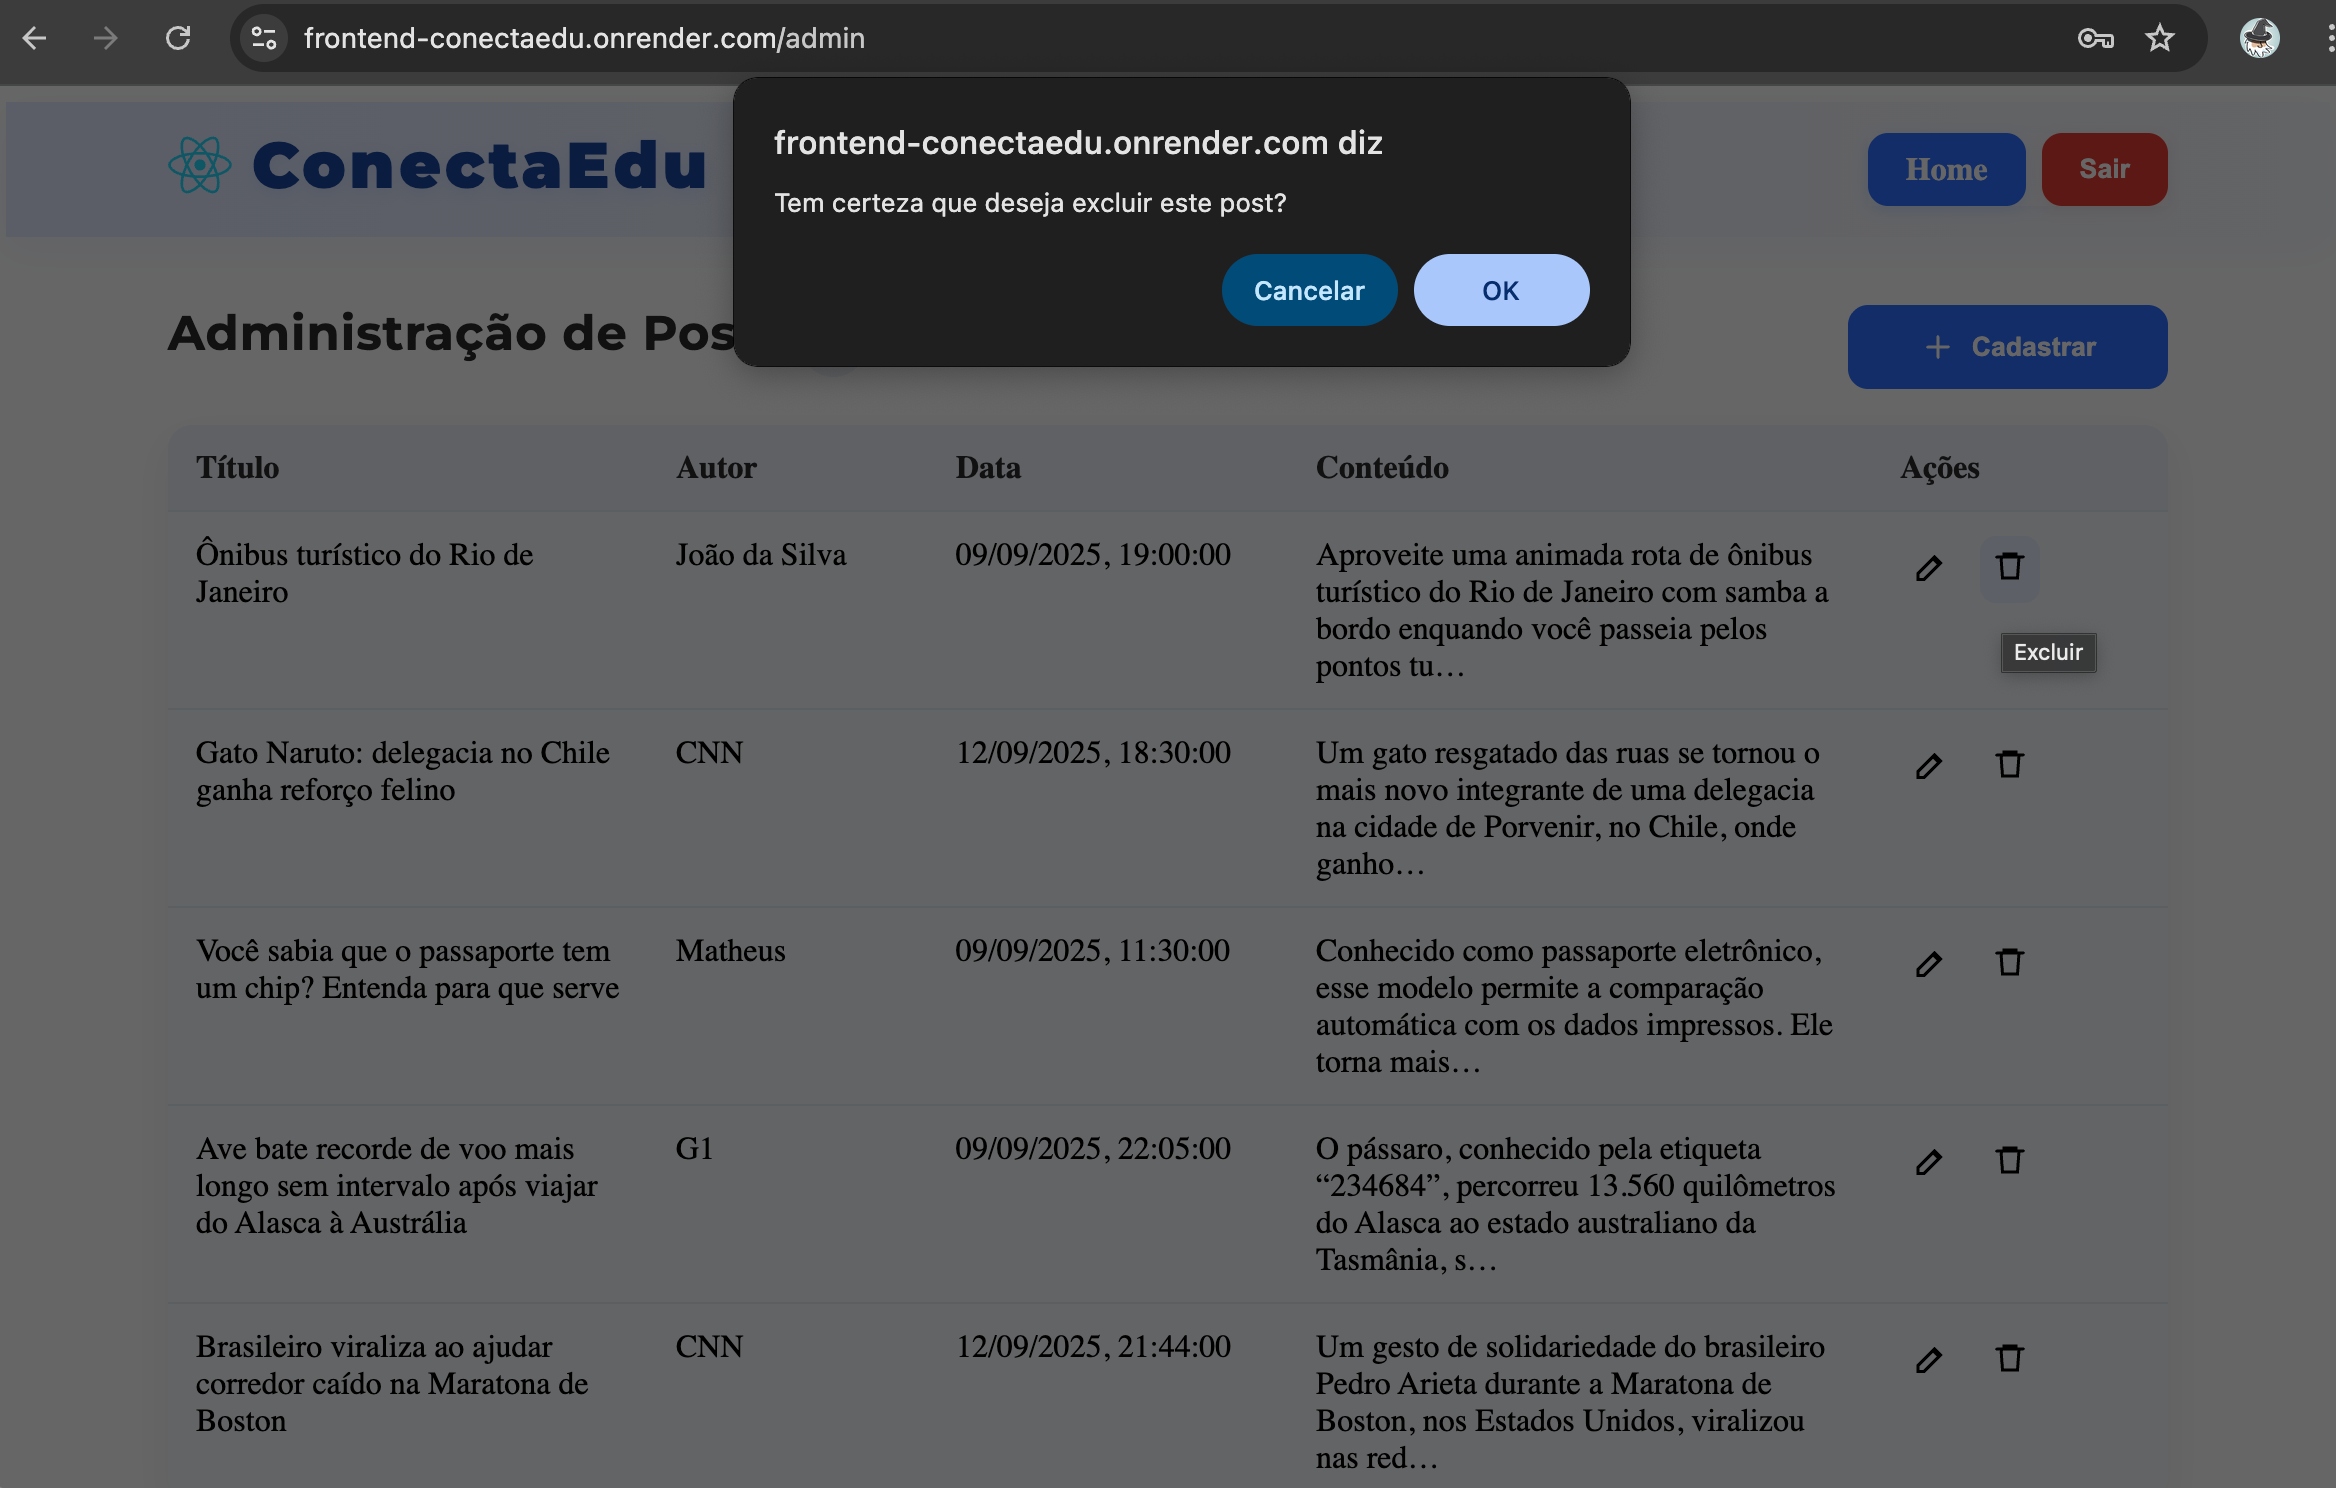 frontend-conectaedu.onrender.com/admin
frontend-conectaedu.onrender.com diz
Tem certeza que deseja excluir este post?
Cancelar
OK
ConectaEdu
Home
Sair
Administração de Pos
+ Cadastrar
Título
Autor
Data
Conteúdo
Ações
Ônibus turístico do Rio de
Janeiro
João da Silva
09/09/2025, 19:00:00
Aproveite uma animada rota de ônibus
turístico do Rio de Janeiro com samba a
bordo enquando você passeia pelos
pontos tu…
Excluir
Gato Naruto: delegacia no Chile
ganha reforço felino
CNN
12/09/2025, 18:30:00
Um gato resgatado das ruas se tornou o
mais novo integrante de uma delegacia
na cidade de Porvenir, no Chile, onde
ganho…
Você sabia que o passaporte tem
um chip? Entenda para que serve
Matheus
09/09/2025, 11:30:00
Conhecido como passaporte eletrônico,
esse modelo permite a comparação
automática com os dados impressos. Ele
torna mais…
Ave bate recorde de voo mais
longo sem intervalo após viajar
do Alasca à Austrália
G1
09/09/2025, 22:05:00
O pássaro, conhecido pela etiqueta
“234684”, percorreu 13.560 quilômetros
do Alasca ao estado australiano da
Tasmânia, s…
Brasileiro viraliza ao ajudar
corredor caído na Maratona de
Boston
CNN
12/09/2025, 21:44:00
Um gesto de solidariedade do brasileiro
Pedro Arieta durante a Maratona de
Boston, nos Estados Unidos, viralizou
nas red…